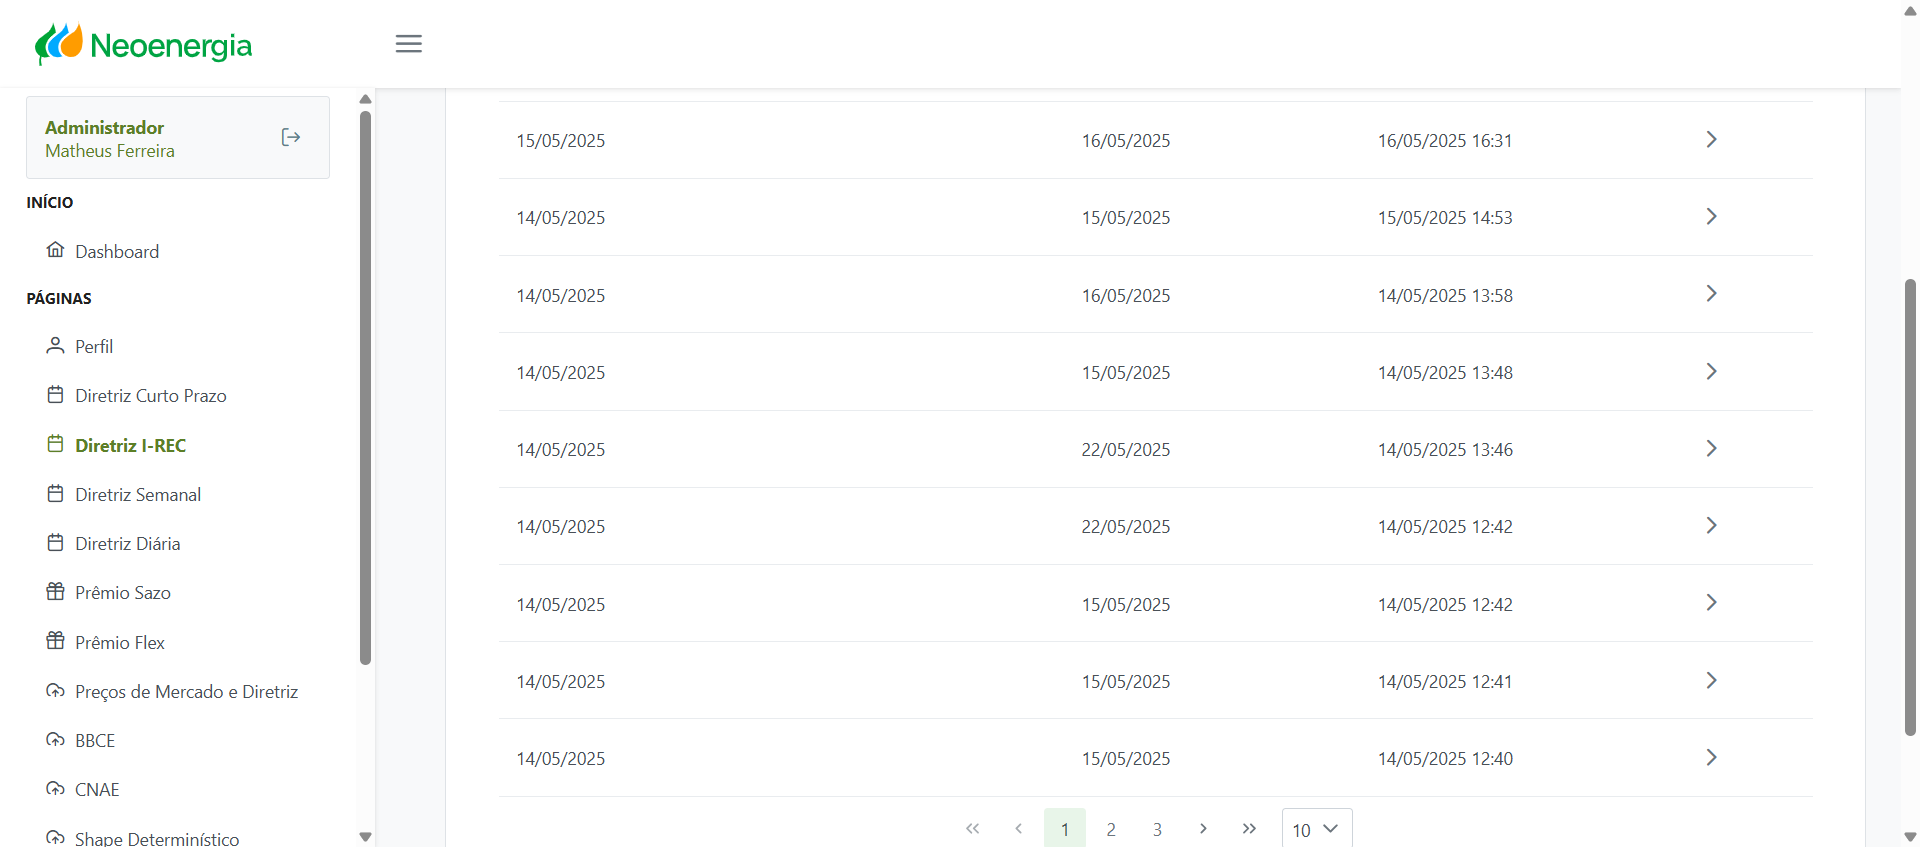 Neoenergia
Administrador
Matheus Ferreira
INÍCIO
Dashboard
PÁGINAS
Perfil
Diretriz Curto Prazo
Diretriz I-REC
Diretriz Semanal
Diretriz Diária
Prêmio Sazo
Prêmio Flex
Preços de Mercado e Diretriz
BBCE
CNAE
Shape Determinístico
15/05/2025 16/05/2025 16/05/2025 16:31
14/05/2025 15/05/2025 15/05/2025 14:53
14/05/2025 16/05/2025 14/05/2025 13:58
14/05/2025 15/05/2025 14/05/2025 13:48
14/05/2025 22/05/2025 14/05/2025 13:46
14/05/2025 22/05/2025 14/05/2025 12:42
14/05/2025 15/05/2025 14/05/2025 12:42
14/05/2025 15/05/2025 14/05/2025 12:41
14/05/2025 15/05/2025 14/05/2025 12:40
1 2 3 10